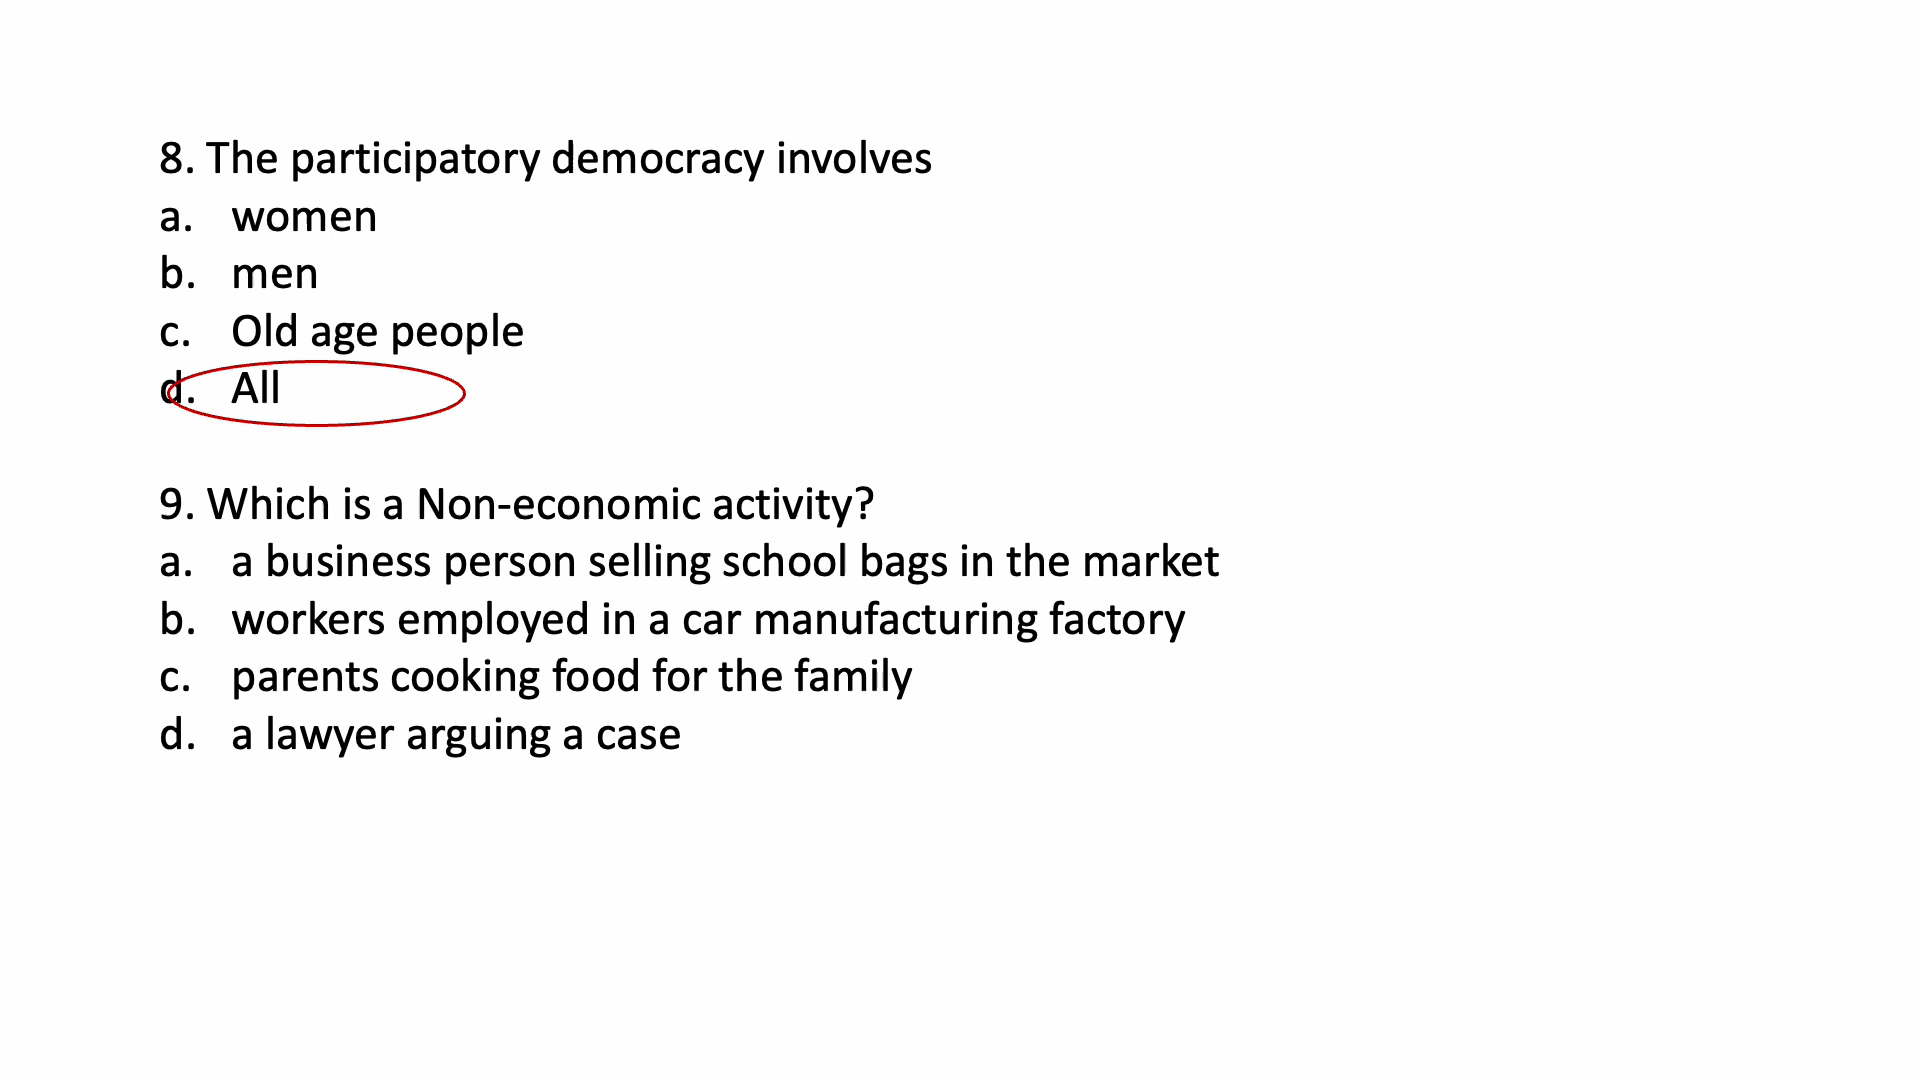 8. The participatory democracy involves
a. women
b. men
c. Old age people
d. All
9. Which is a Non-economic activity?
a. a business person selling school bags in the market
b. workers employed in a car manufacturing factory
c. parents cooking food for the family
d. a lawyer arguing a case